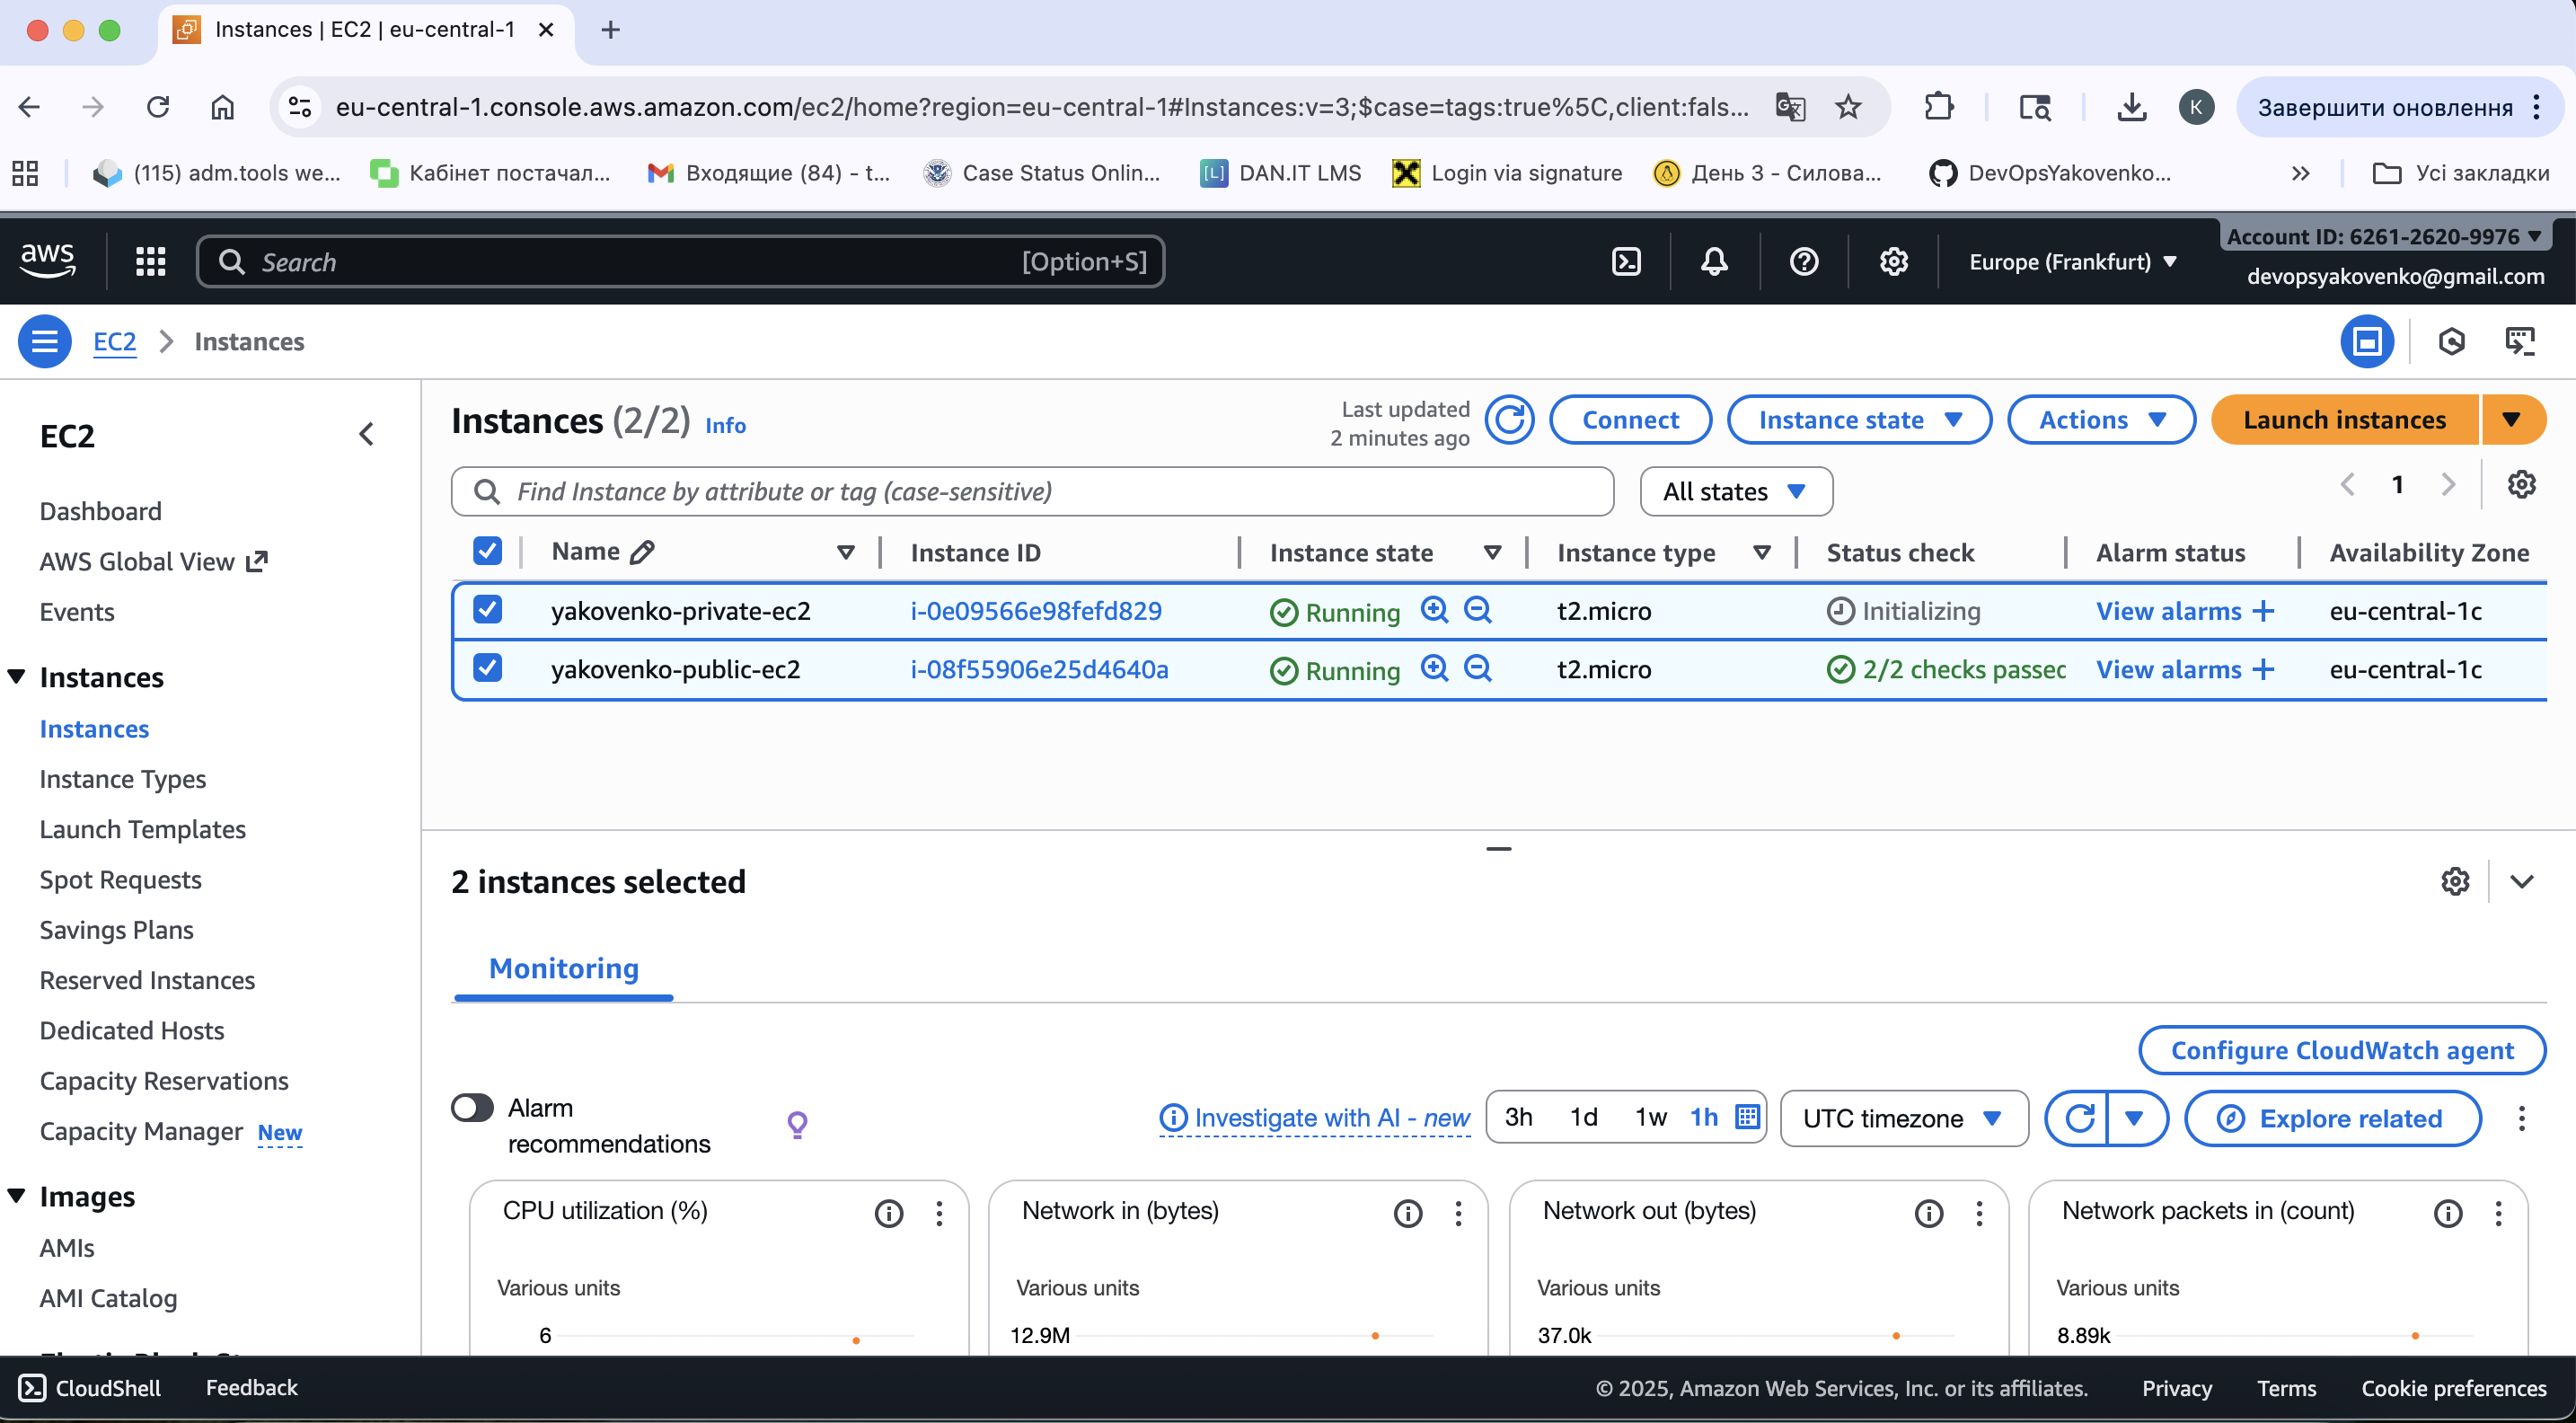 Instances | EC2 | eu-central-1
eu-central-1.console.aws.amazon.com/ec2/home?region=eu-central-1#Instances:v=3;$case=tags:true%5C,client:fals...
K
Завершити оновлення
(115) adm.tools we...
Кабінет постачал...
Входящие (84) - t...
Case Status Onlin...
[L] DAN.IT LMS
Login via signature
День 3 - Силова...
DevOpsYakovenko...
Усі закладки
aws
Search
[Option+S]
Europe (Frankfurt)
Account ID: 6261-2620-9976
devopsyakovenko@gmail.com
EC2
Instances
EC2
Dashboard
AWS Global View
Events
Instances
Instances
Instance Types
Launch Templates
Spot Requests
Savings Plans
Reserved Instances
Dedicated Hosts
Capacity Reservations
Capacity Manager New
Images
AMIs
AMI Catalog
Instances (2/2) Info
Last updated
2 minutes ago
Connect
Instance state
Actions
Launch instances
Find Instance by attribute or tag (case-sensitive)
All states
1
Name Instance ID Instance state Instance type Status check Alarm status Availability Zone
yakovenko-private-ec2 i-0e09566e98fefd829 Running t2.micro Initializing View alarms + eu-central-1c
yakovenko-public-ec2 i-08f55906e25d4640a Running t2.micro 2/2 checks passec View alarms + eu-central-1c
2 instances selected
Monitoring
Configure CloudWatch agent
Alarm
recommendations
Investigate with AI - new
3h 1d 1w 1h
UTC timezone
Explore related
CPU utilization (%)
Various units
6
Network in (bytes)
Various units
12.9M
Network out (bytes)
Various units
37.0k
Network packets in (count)
Various units
8.89k
CloudShell
Feedback
© 2025, Amazon Web Services, Inc. or its affiliates.
Privacy
Terms
Cookie preferences